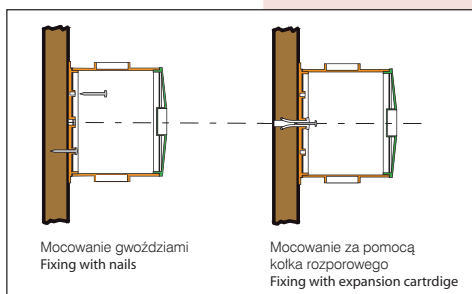 Mocowanie gwoździami
Fixing with nails
Mocowanie za pomocą
kołka rozporowego
Fixing with expansion cartrdige